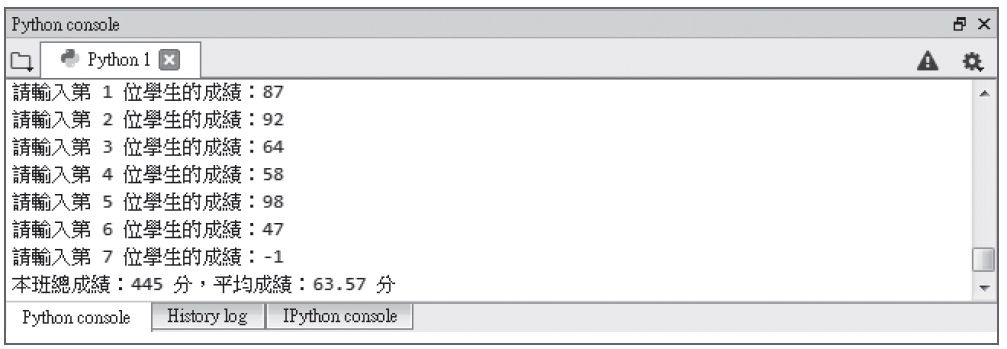 Python console
Python 1
請輸入第 1 位學生的成績：87
請輸入第 2 位學生的成績：92
請輸入第 3 位學生的成績：64
請輸入第 4 位學生的成績：58
請輸入第 5 位學生的成績：98
請輸入第 6 位學生的成績：47
請輸入第 7 位學生的成績：-1
本班總成績：445 分，平均成績：63.57 分
Python console History log IPython console